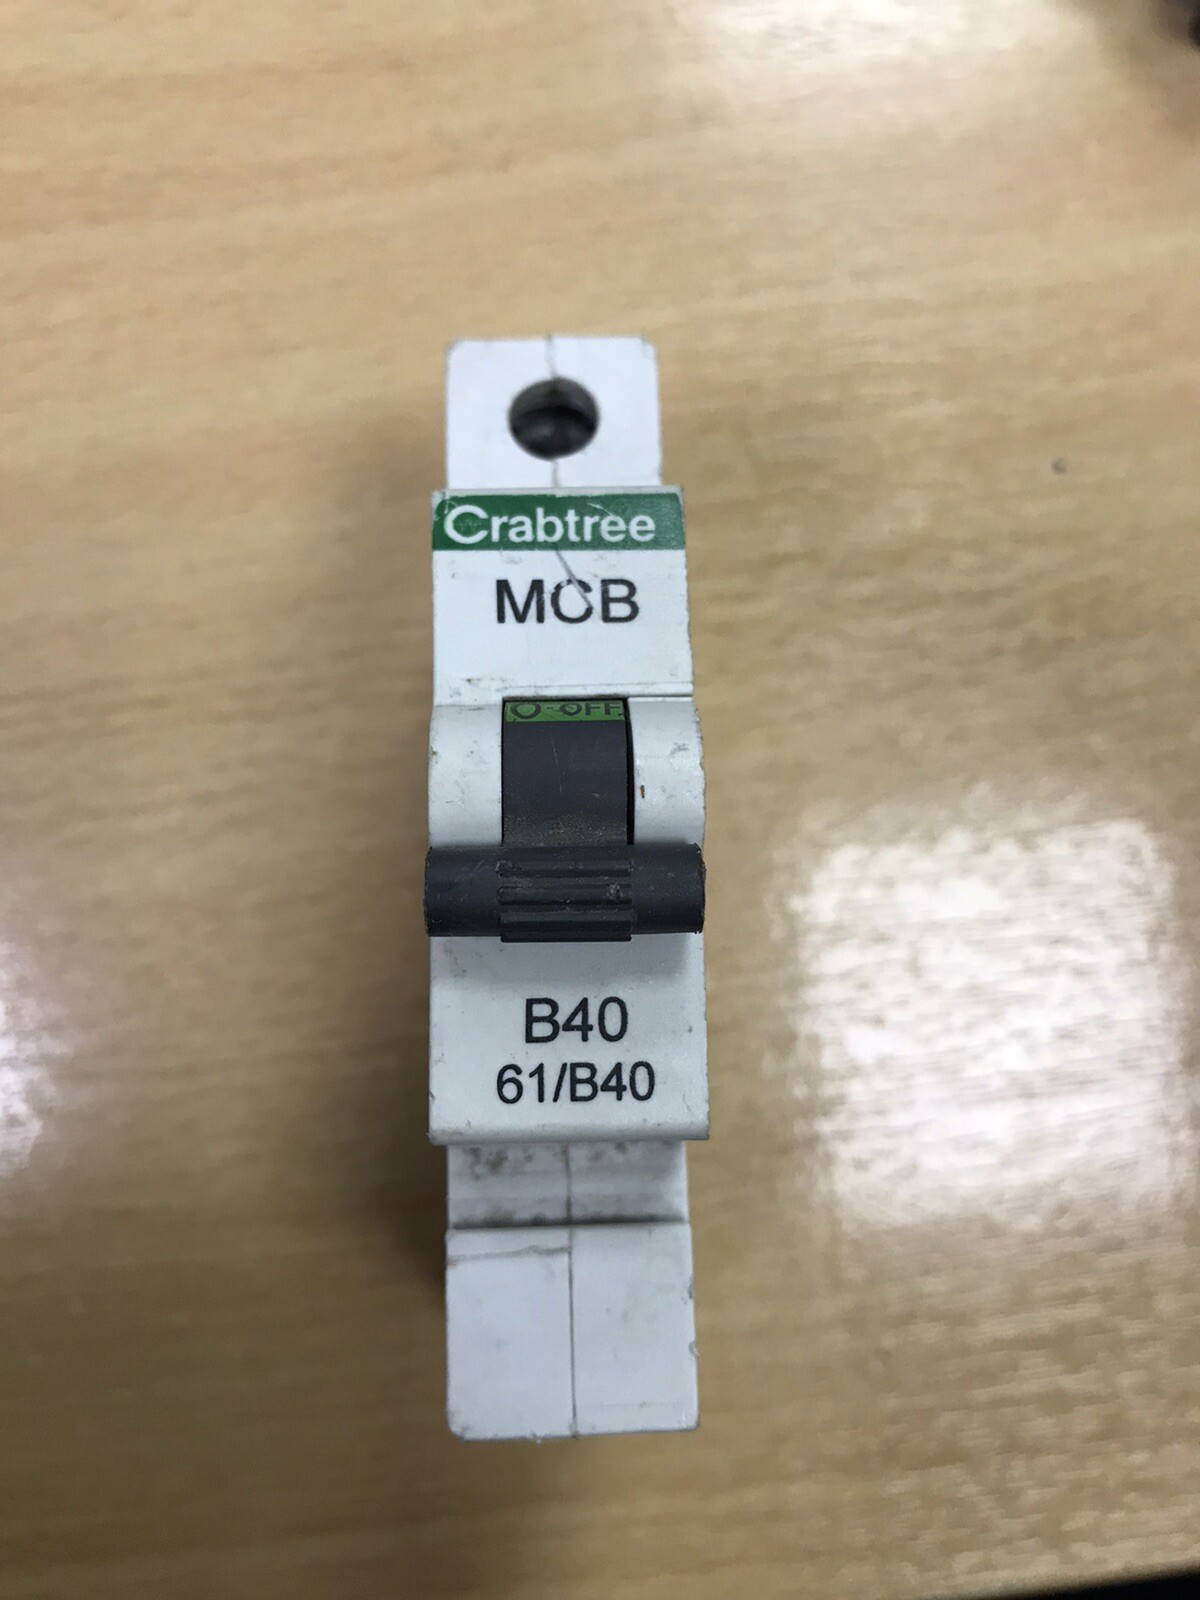 Crabtree
MCB
O-OFF
B40
61/B40